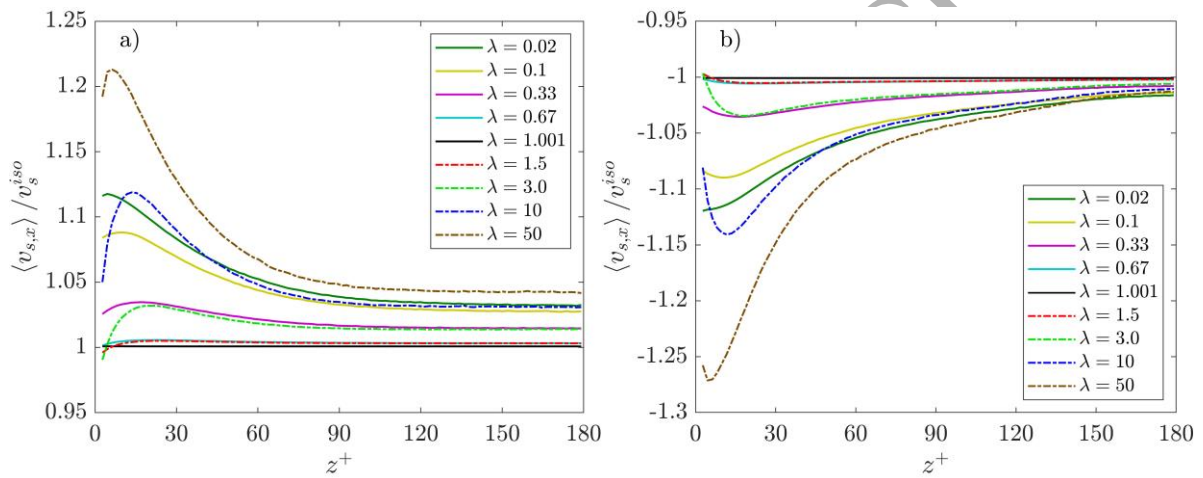 a)
1.25
1.2
1.15
1.1
1.05
1
0.95
0 30 60 90 120 150 180
z⁺
⟨v_{s,x}⟩ / v_s^{iso}
λ = 0.02
λ = 0.1
λ = 0.33
λ = 0.67
λ = 1.001
λ = 1.5
λ = 3.0
λ = 10
λ = 50
b)
-0.95
-1
-1.05
-1.1
-1.15
-1.2
-1.25
-1.3
0 30 60 90 120 150 180
z⁺
⟨v_{s,x}⟩ / v_s^{iso}
λ = 0.02
λ = 0.1
λ = 0.33
λ = 0.67
λ = 1.001
λ = 1.5
λ = 3.0
λ = 10
λ = 50